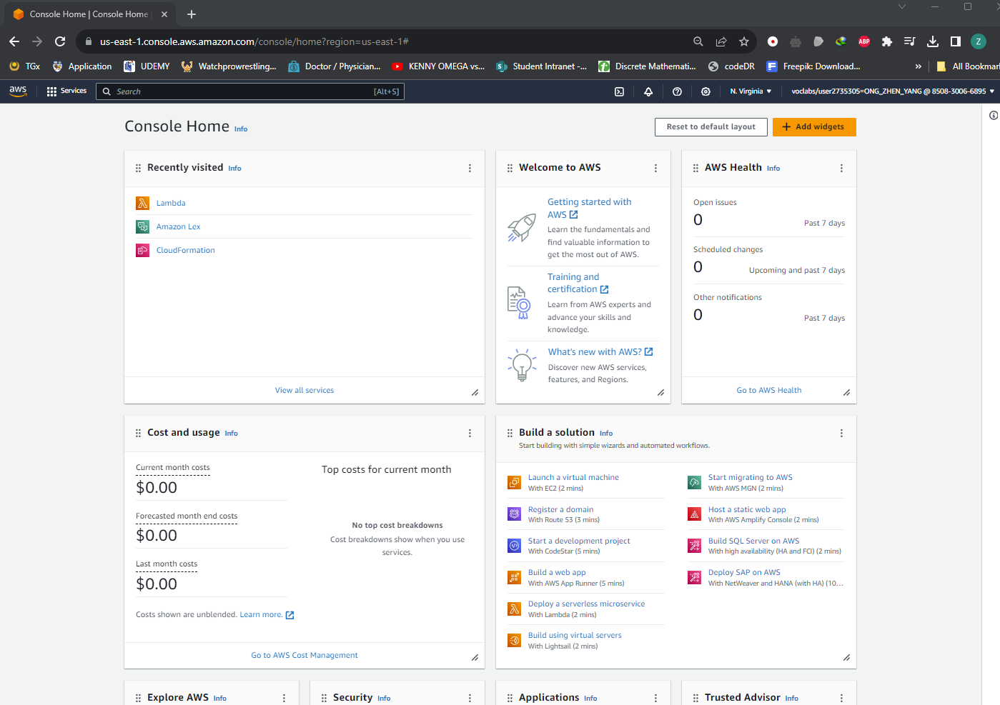 Console Home | Console Home
us-east-1.console.aws.amazon.com/console/home?region=us-east-1#
ABP
Z
TGx
Application
UDEMY
Watchprowrestling...
Doctor / Physician...
KENNY OMEGA vs...
Student Intranet -...
Discrete Mathemati...
codeDR
Freepik: Download...
»
All Bookmar
aws
Services
Search
[Alt+S]
N. Virginia
voclabs/user2735305=ONG_ZHEN_YANG @ 8508-3006-6895
Console Home Info
Reset to default layout
Add widgets
Recently visited Info
Lambda
Amazon Lex
CloudFormation
View all services
Welcome to AWS
Getting started with
AWS
Learn the fundamentals and
find valuable information to
get the most out of AWS.
Training and
certification
Learn from AWS experts and
advance your skills and
knowledge.
What's new with AWS?
Discover new AWS services,
features, and Regions.
AWS Health Info
Open issues
0
Past 7 days
Scheduled changes
0
Upcoming and past 7 days
Other notifications
0
Past 7 days
Go to AWS Health
Cost and usage Info
Current month costs
$0.00
Forecasted month end costs
$0.00
Last month costs
$0.00
Costs shown are unblended. Learn more.
Top costs for current month
No top cost breakdowns
Cost breakdowns show when you use
services.
Go to AWS Cost Management
Build a solution Info
Start building with simple wizards and automated workflows.
Launch a virtual machine
With EC2 (2 mins)
Register a domain
With Route 53 (3 mins)
Start a development project
With CodeStar (5 mins)
Build a web app
With AWS App Runner (5 mins)
Deploy a serverless microservice
With Lambda (2 mins)
Build using virtual servers
With Lightsail (2 mins)
Start migrating to AWS
With AWS MGN (2 mins)
Host a static web app
With AWS Amplify Console (2 mins)
Build SQL Server on AWS
With high availability (HA and FCI) (2 mins)
Deploy SAP on AWS
With NetWeaver and HANA (with HA) (10...
Explore AWS Info
Security Info
Applications Info
Trusted Advisor Info